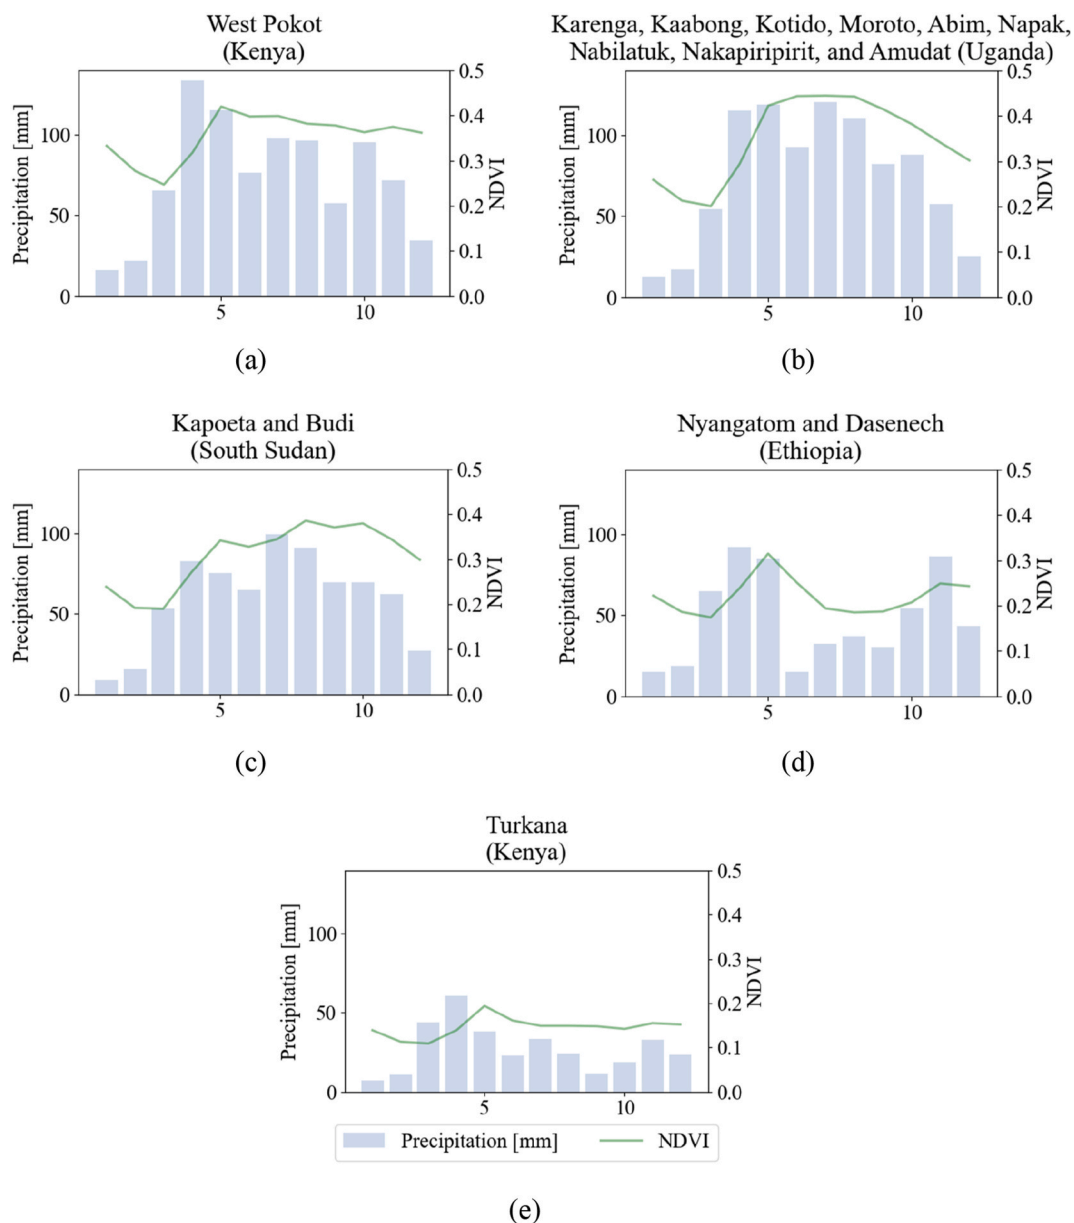 West Pokot
(Kenya)
Precipitation [mm]
100
50
0
0.5
0.4
0.3
0.2
0.1
0.0
NDVI
5
10
(a)
Karenga, Kaabong, Kotido, Moroto, Abim, Napak,
Nabilatuk, Nakapiripirit, and Amudat (Uganda)
Precipitation [mm]
100
50
0
0.5
0.4
0.3
0.2
0.1
0.0
NDVI
5
10
(b)
Kapoeta and Budi
(South Sudan)
Precipitation [mm]
100
50
0
0.5
0.4
0.3
0.2
0.1
0.0
NDVI
5
10
(c)
Nyangatom and Dasenech
(Ethiopia)
Precipitation [mm]
100
50
0
0.5
0.4
0.3
0.2
0.1
0.0
NDVI
5
10
(d)
Turkana
(Kenya)
Precipitation [mm]
100
50
0
0.5
0.4
0.3
0.2
0.1
0.0
NDVI
5
10
Precipitation [mm] NDVI
(e)